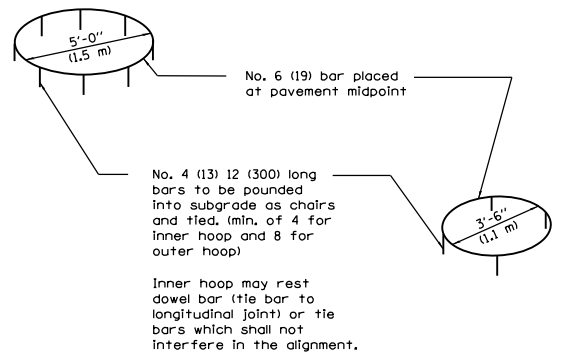 5'-0"
(1.5 m)
No. 6 (19) bar placed
at pavement midpoint
No. 4 (13) 12 (300) long
bars to be pounded
into subgrade as chairs
and tied. (min. of 4 for
inner hoop and 8 for
outer hoop)
3'-6"
(1.1 m)
Inner hoop may rest
dowel bar (tie bar to
longitudinal joint) or tie
bars which shall not
interfere in the alignment.